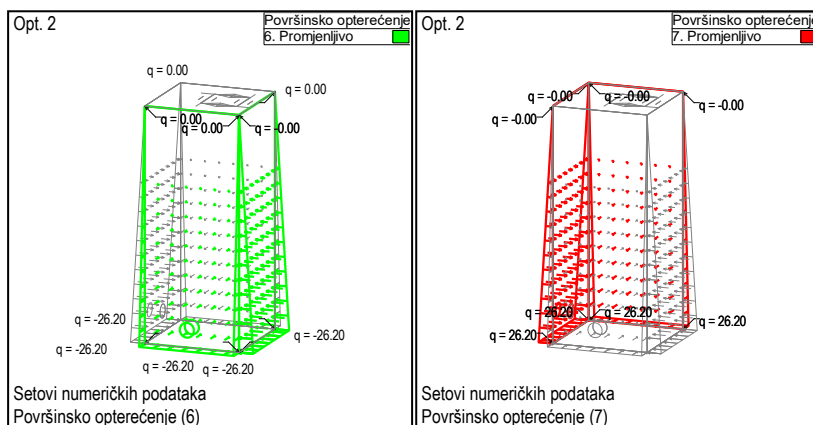 Opt. 2
Površinsko opterećenje
6. Promjenljivo
q = 0.00
q = 0.00
q = 0.00
q = 0.00
q = -0.00
q = -26.20
q = -26.20
q = -26.20
q = -26.20
q = -26.20
Setovi numeričkih podataka
Površinsko opterećenje (6)
Opt. 2
Površinsko opterećenje
7. Promjenljivo
q = -0.00
q = -0.00
q = -0.00
q = -0.00
q = 26.20
q = 26.20
q = 26.20
q = 26.20
Setovi numeričkih podataka
Površinsko opterećenje (7)